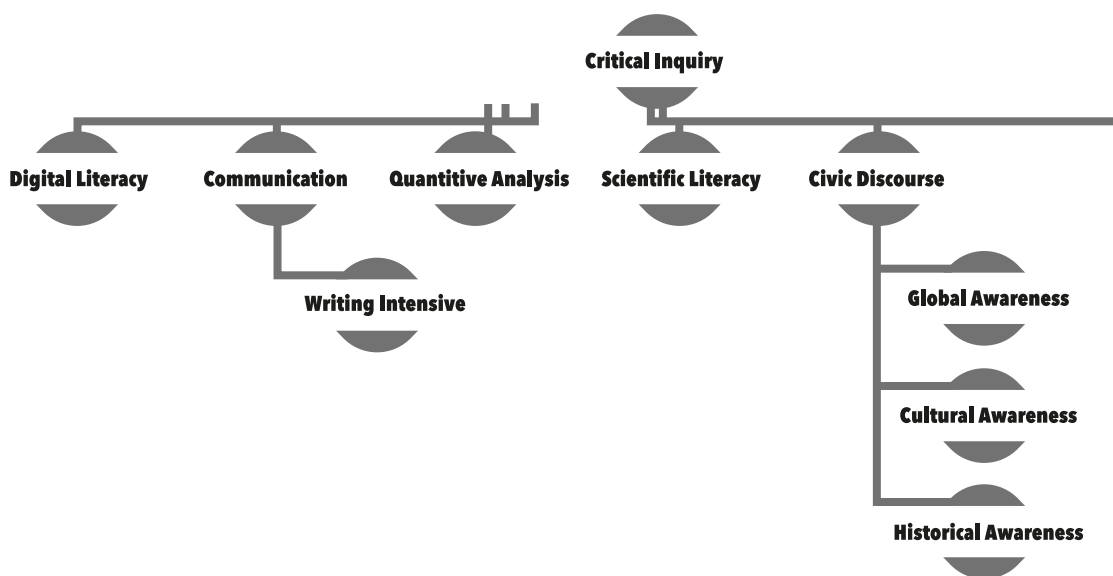 Critical Inquiry
Digital Literacy
Communication
Quantitive Analysis
Scientific Literacy
Civic Discourse
Writing Intensive
Global Awareness
Cultural Awareness
Historical Awareness